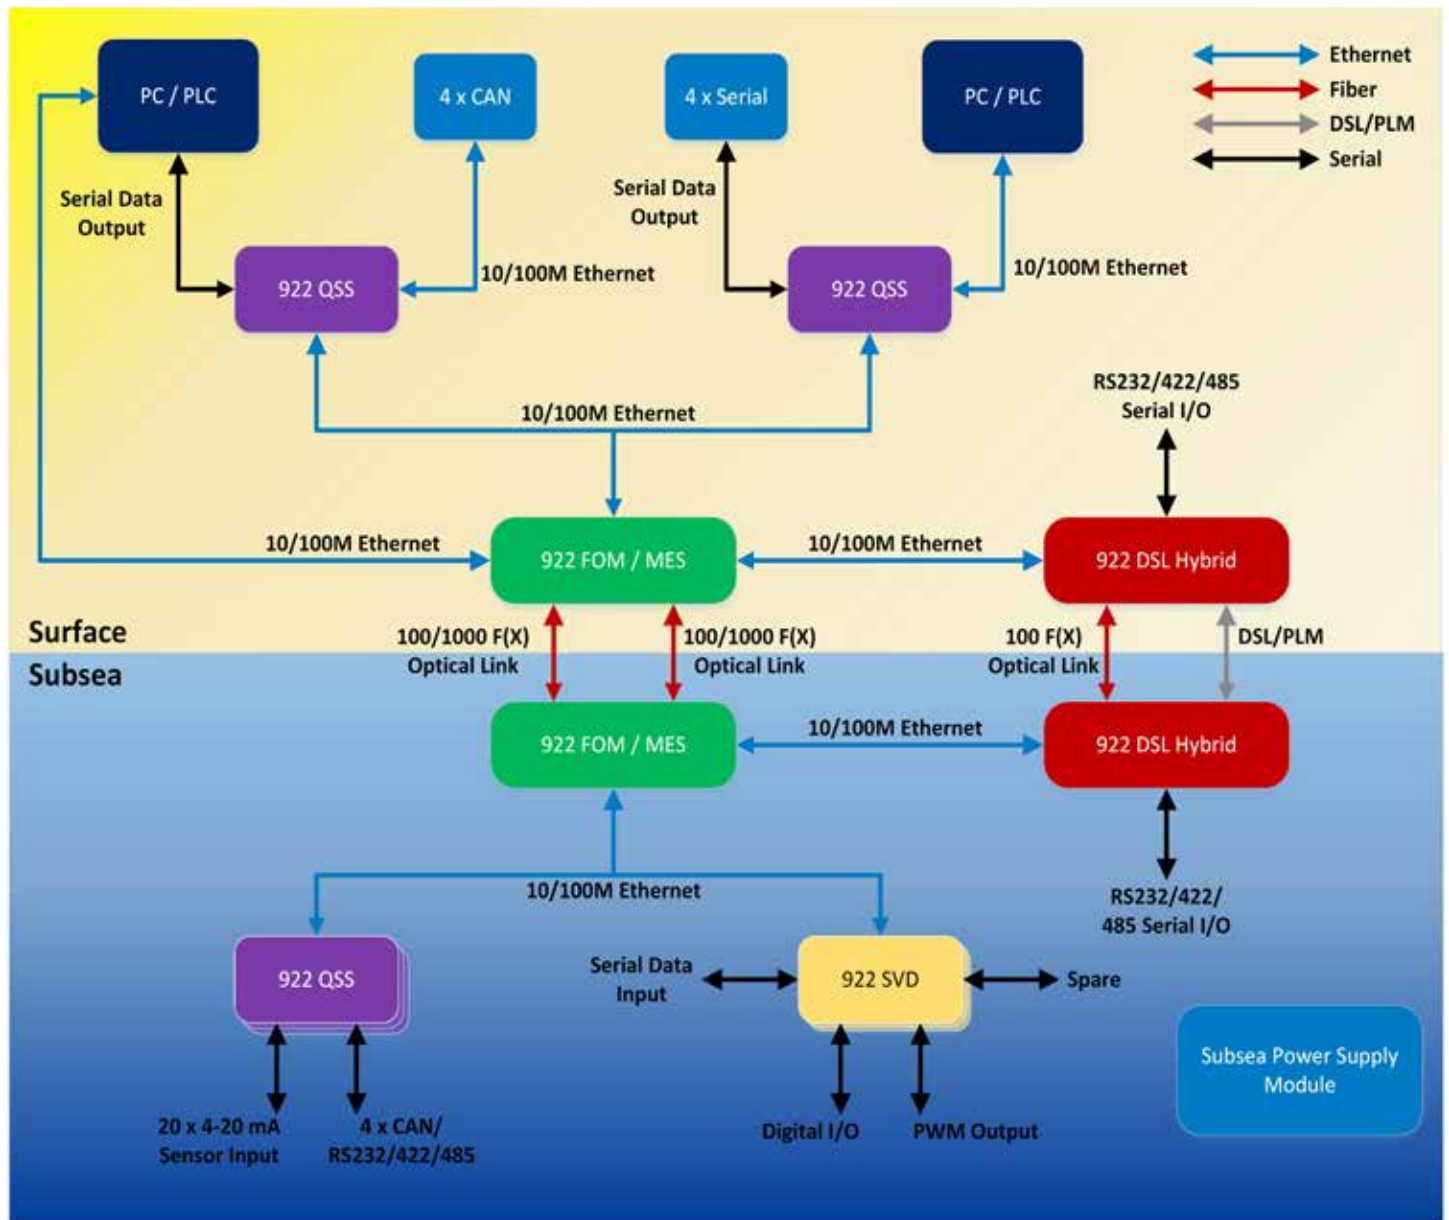 PC / PLC
4 x CAN
4 x Serial
PC / PLC
Ethernet
Fiber
DSL/PLM
Serial
Serial Data
Output
Serial Data
Output
922 QSS
10/100M Ethernet
922 QSS
10/100M Ethernet
RS232/422/485
Serial I/O
10/100M Ethernet
10/100M Ethernet
922 FOM / MES
10/100M Ethernet
922 DSL Hybrid
Surface
100/1000 F(X)
Optical Link
100/1000 F(X)
Optical Link
100 F(X)
Optical Link
DSL/PLM
Subsea
922 FOM / MES
10/100M Ethernet
922 DSL Hybrid
10/100M Ethernet
RS232/422/
485 Serial I/O
922 QSS
Serial Data
Input
922 SVD
Spare
Subsea Power Supply
Module
20 x 4-20 mA
Sensor Input
4 x CAN/
RS232/422/485
Digital I/O
PWM Output